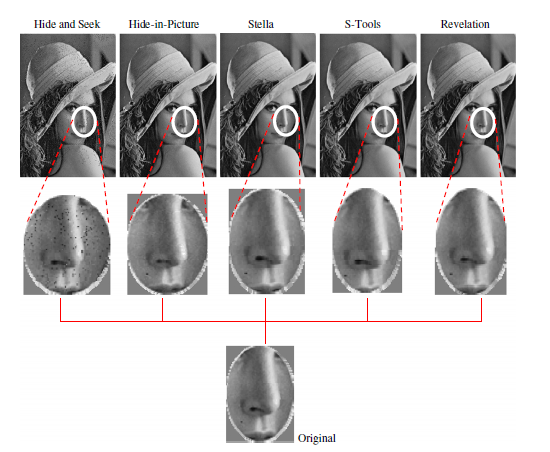 Hide and Seek
Hide-in-Picture
Stella
S-Tools
Revelation
Original